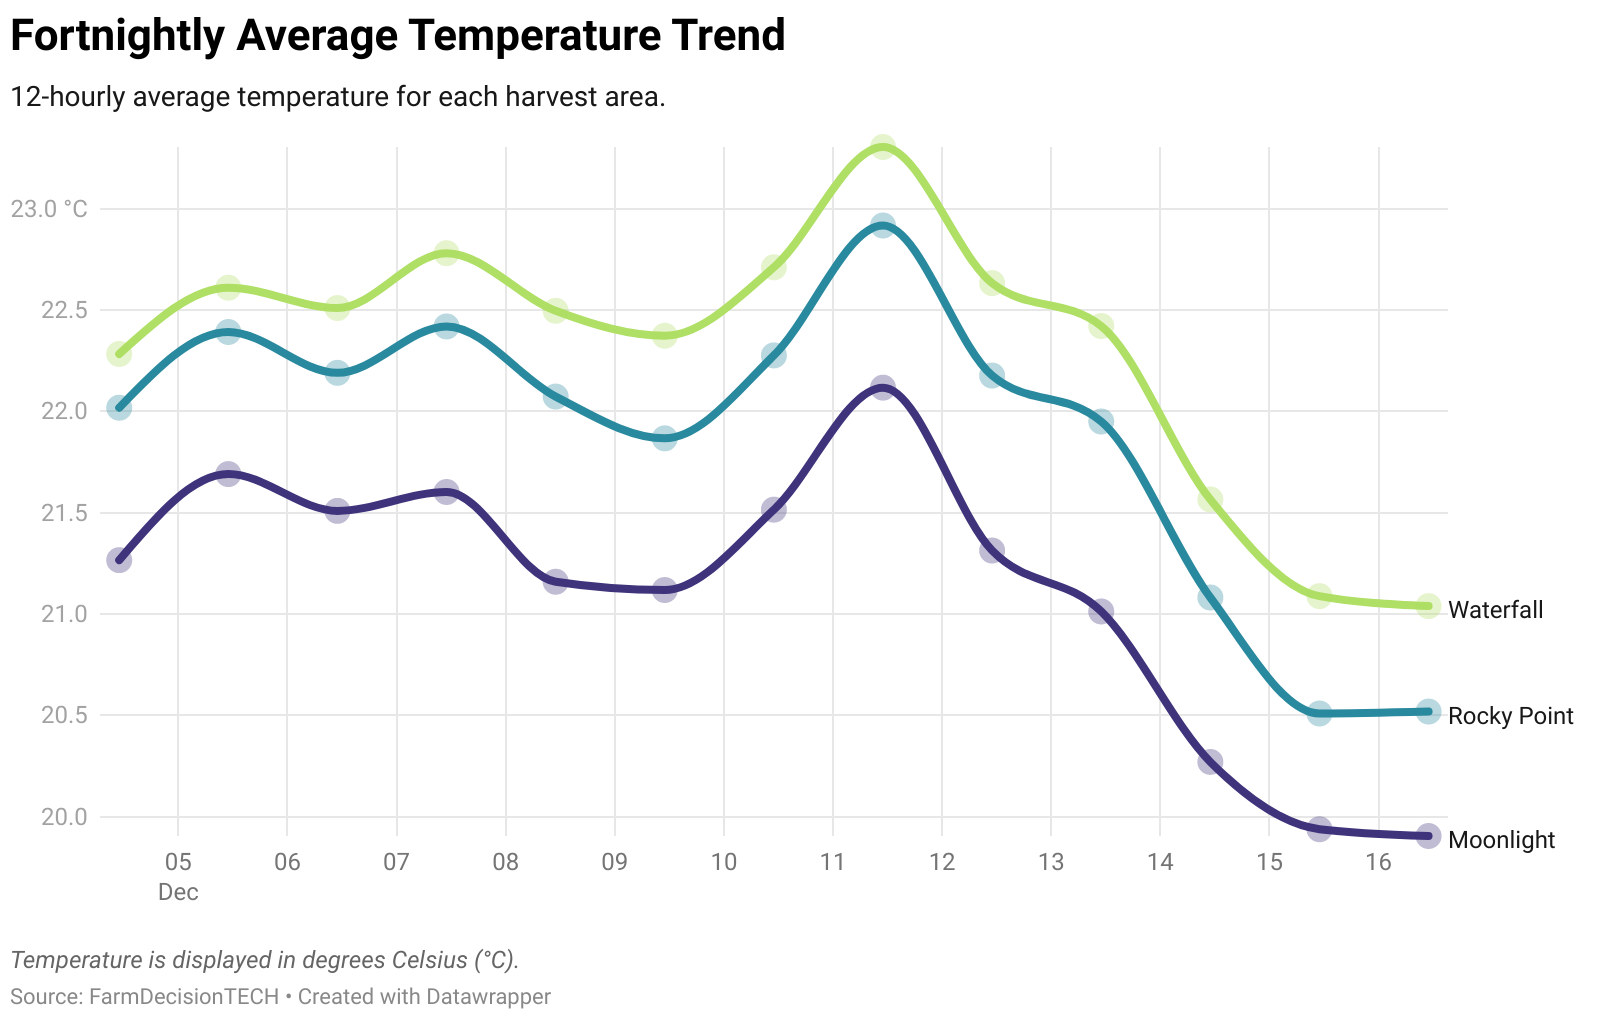 Fortnightly Average Temperature Trend
12-hourly average temperature for each harvest area.
23.0 °C
22.5
22.0
21.5
21.0
20.5
20.0
Waterfall
Rocky Point
Moonlight
05 06 07 08 09 10 11 12 13 14 15 16
Dec
Temperature is displayed in degrees Celsius (°C).
Source: FarmDecisionTECH • Created with Datawrapper